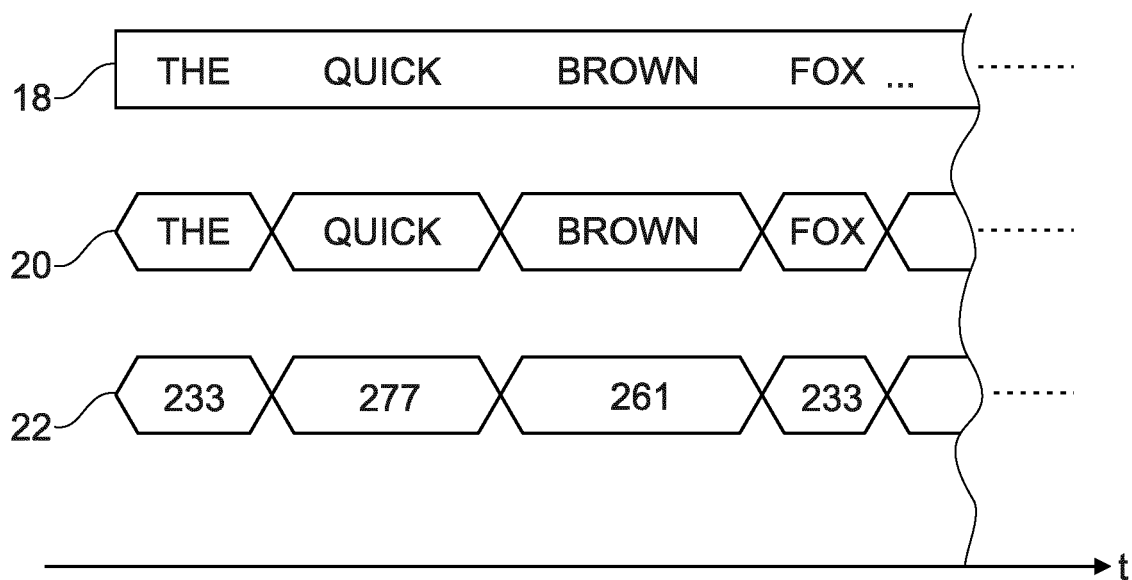 18 THE QUICK BROWN FOX ...
20 THE QUICK BROWN FOX
22 233 277 261 233
t